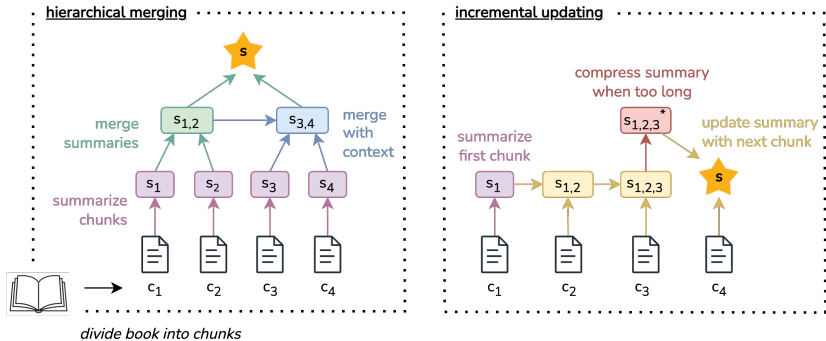 hierarchical merging
s
merge
summaries
s1,2
s3,4
merge
with
context
summarize
chunks
s1
s2
s3
s4
c1
c2
c3
c4
divide book into chunks
incremental updating
compress summary
when too long
s1,2,3*
update summary
with next chunk
summarize
first chunk
s1
s1,2
s1,2,3
s
c1
c2
c3
c4